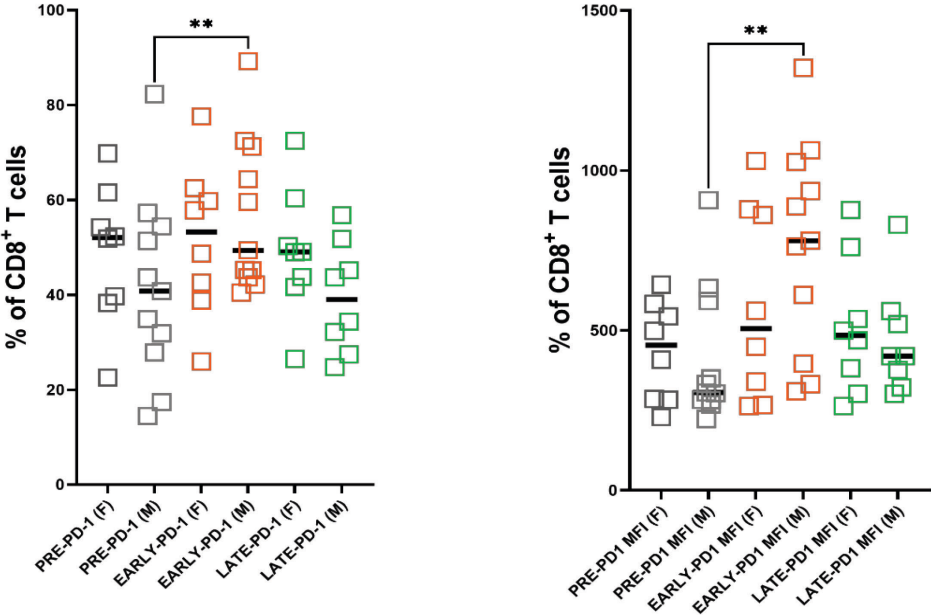 % of CD8+ T cells
100
80
60
40
20
0
**
PRE-PD-1 (F)
PRE-PD-1 (M)
EARLY-PD-1 (F)
EARLY-PD-1 (M)
LATE-PD-1 (F)
LATE-PD-1 (M)
% of CD8+ T cells
1500
1000
500
0
**
PRE-PD1 MFI (F)
PRE-PD1 MFI (M)
EARLY-PD1 MFI (F)
EARLY-PD1 MFI (M)
LATE-PD1 MFI (F)
LATE-PD1 MFI (M)